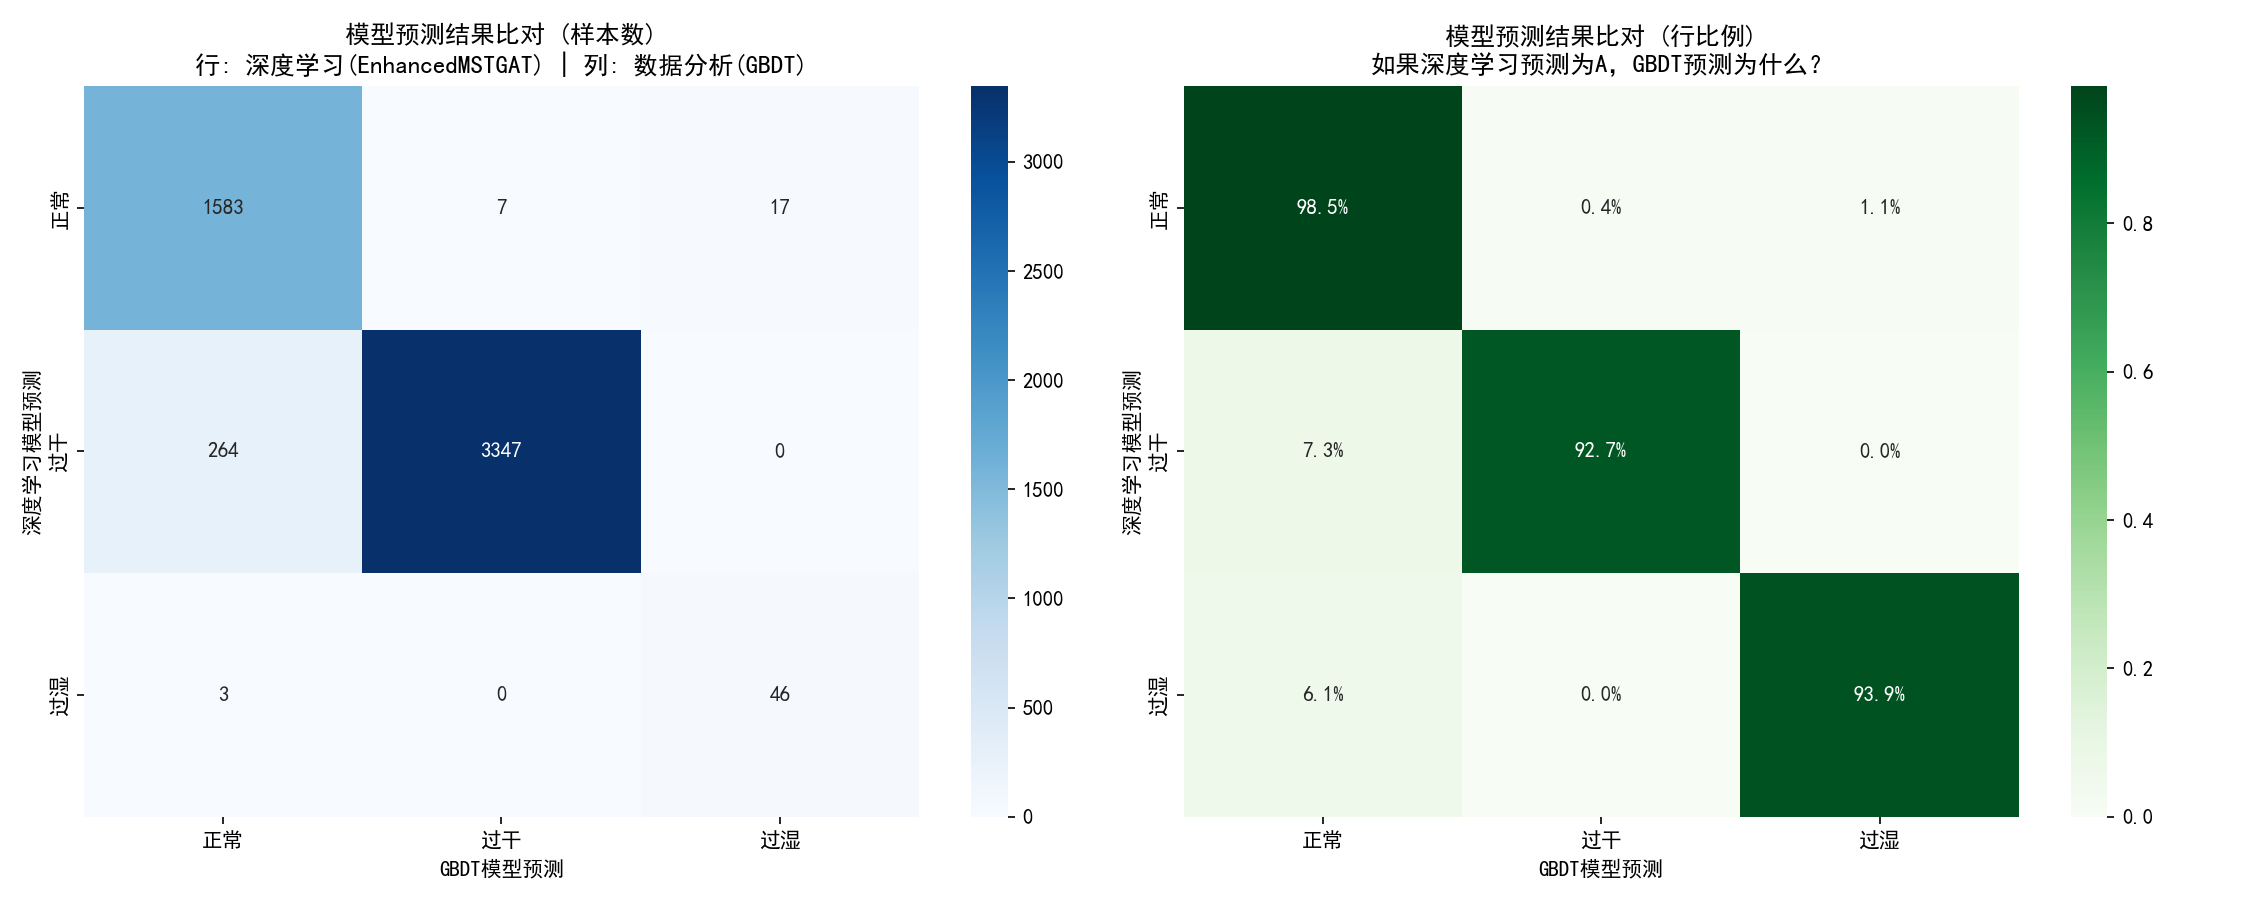 模型预测结果比对 (样本数)
行: 深度学习(EnhancedMSTGAT) | 列: 数据分析(GBDT)
深度学习模型预测
正常
过干
过湿
1583
7
17
264
3347
0
3
0
46
正常
过干
过湿
GBDT模型预测
3000
2500
2000
1500
1000
500
0
模型预测结果比对 (行比例)
如果深度学习预测为A, GBDT预测为什么?
深度学习模型预测
正常
过干
过湿
98.5%
0.4%
1.1%
7.3%
92.7%
0.0%
6.1%
0.0%
93.9%
正常
过干
过湿
GBDT模型预测
0.8
0.6
0.4
0.2
0.0